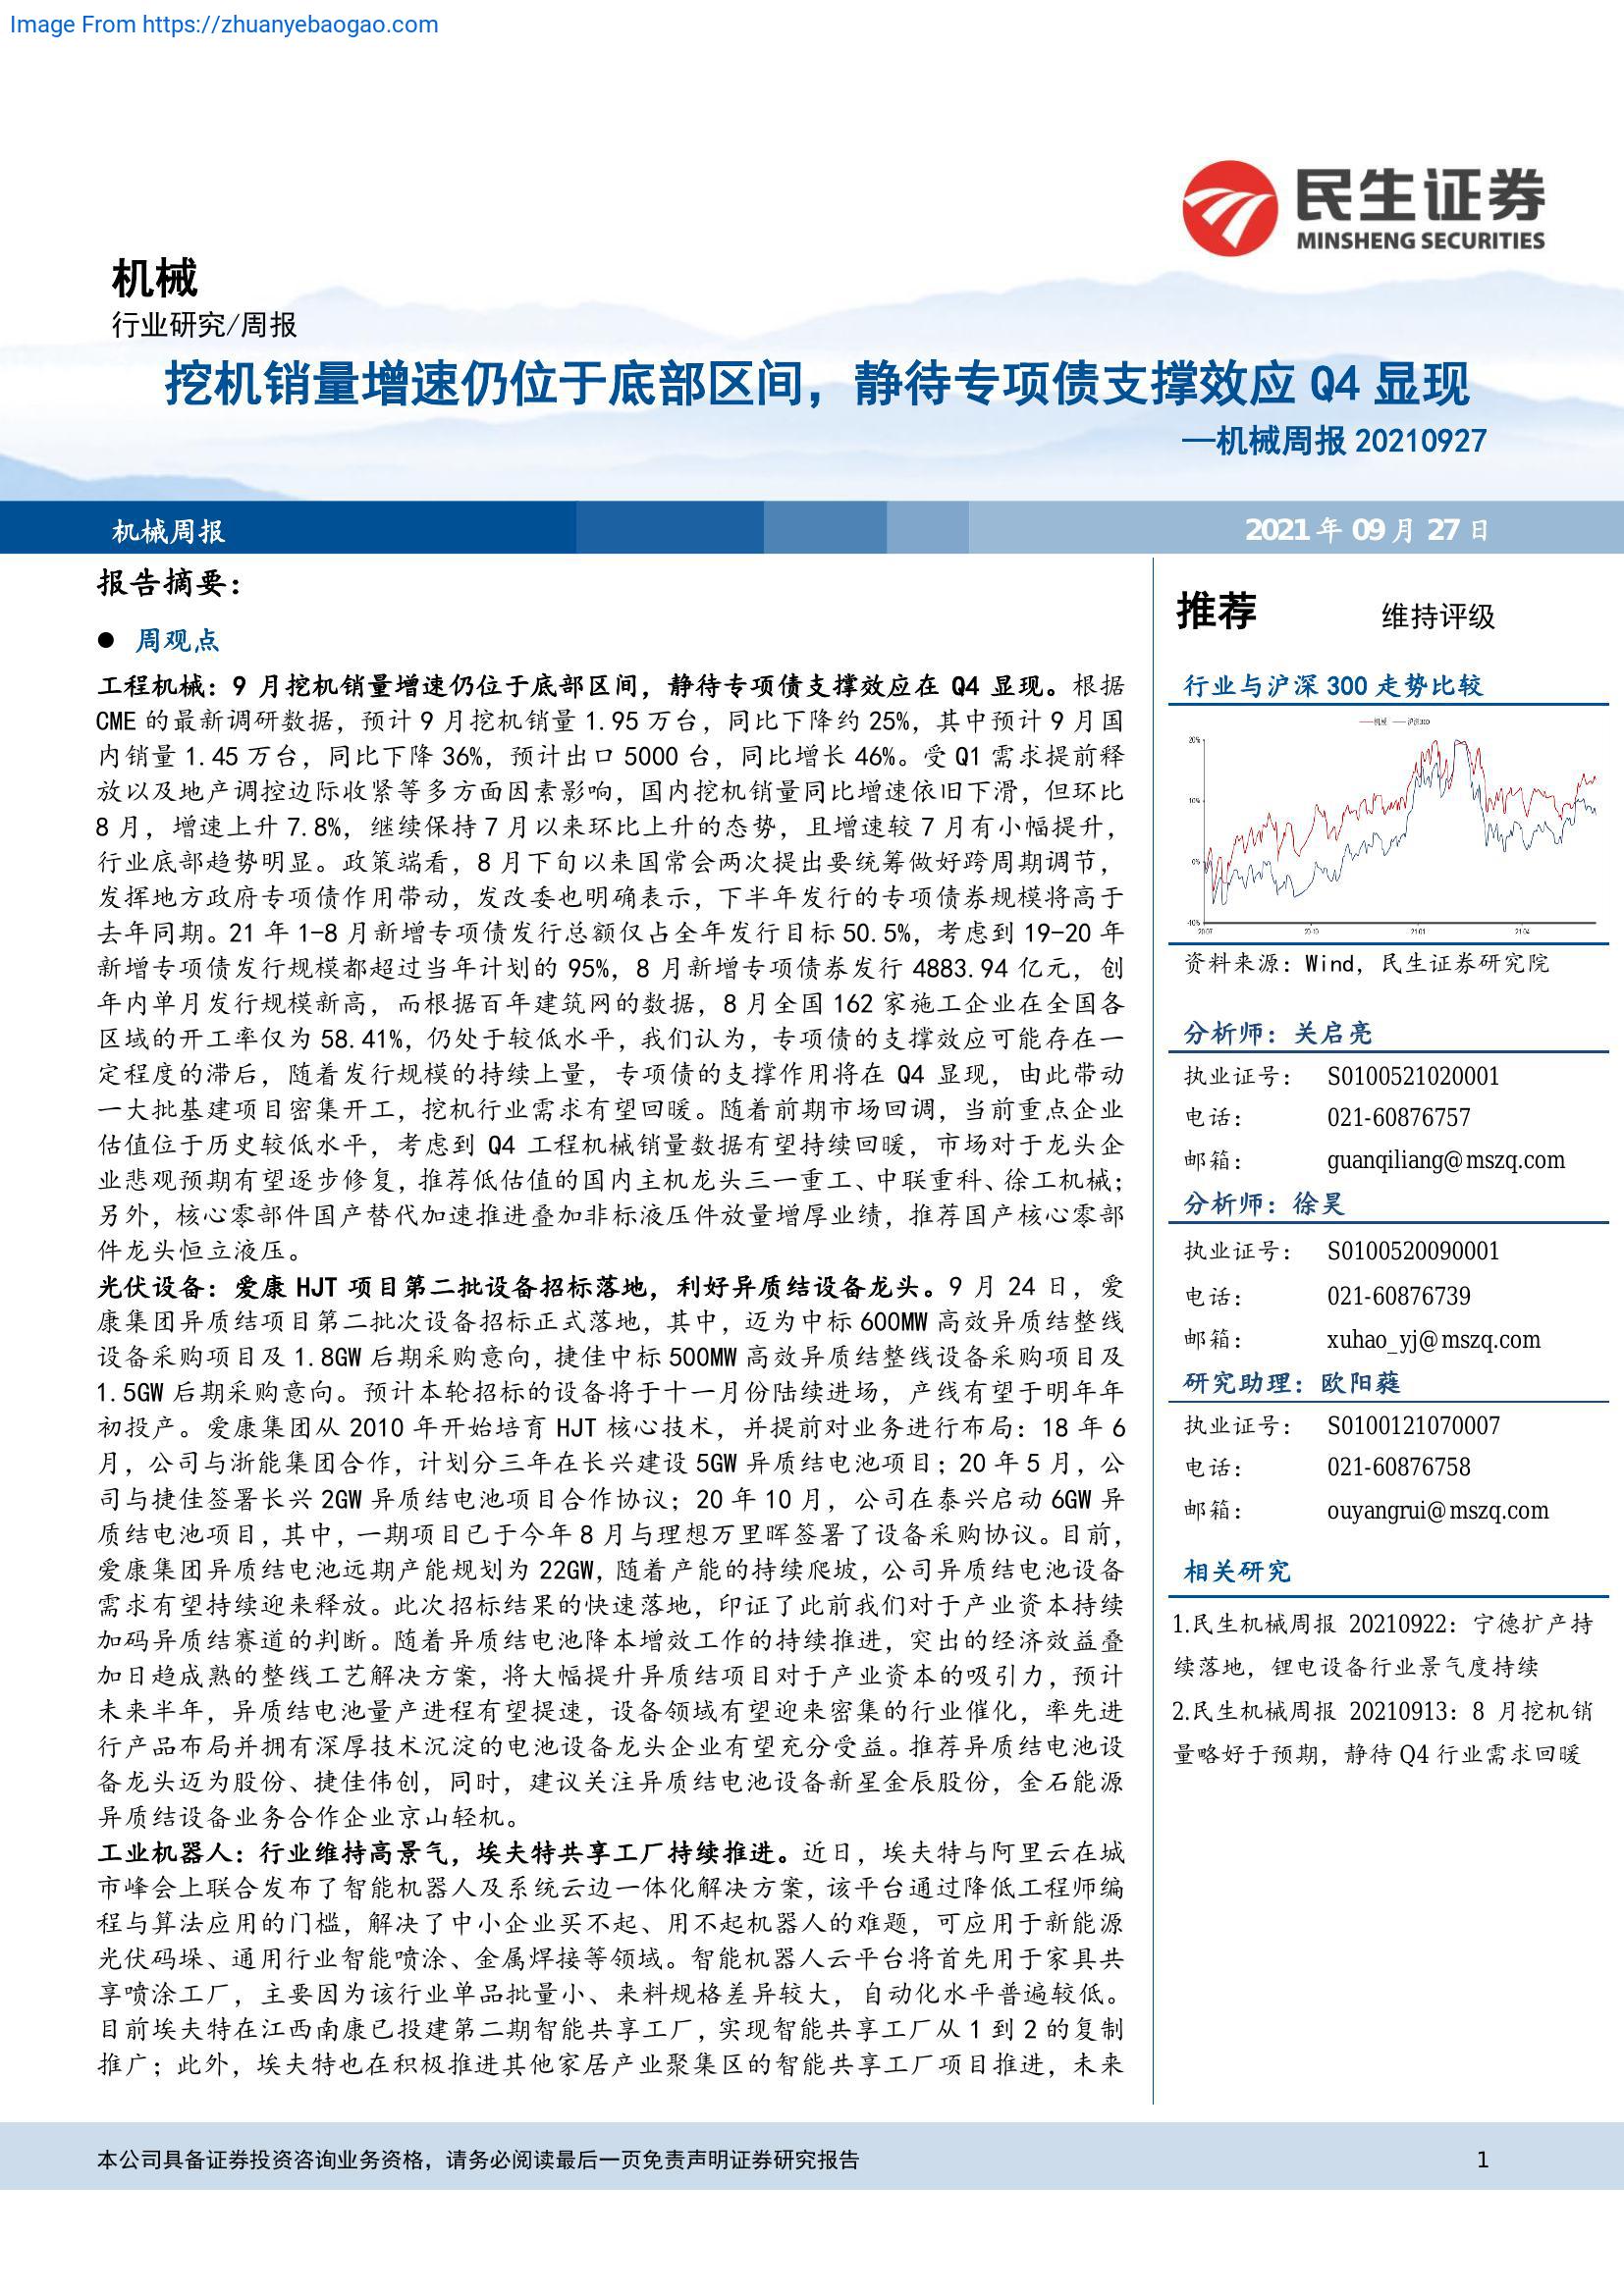 Image From https://zhuanyebaogao.com
民生证券
MINSHENG SECURITIES
机械
行业研究/周报
挖机销量增速仍位于底部区间，静待专项债支撑效应 Q4 显现
—机械周报 20210927
机械周报
2021 年 09 月 27 日
报告摘要：
● 周观点
工程机械：9 月挖机销量增速仍位于底部区间，静待专项债支撑效应在 Q4 显现。根据
CME 的最新调研数据，预计 9 月挖机销量 1.95 万台，同比下降约 25%，其中预计 9 月国
内销量 1.45 万台，同比下降 36%，预计出口 5000 台，同比增长 46%。受 Q1 需求提前释
放以及地产调控边际收紧等多方面因素影响，国内挖机销量同比增速依旧下滑，但环比
8 月，增速上升 7.8%，继续保持 7 月以来环比上升的态势，且增速较 7 月有小幅提升，
行业底部趋势明显。政策端看，8 月下旬以来国常会两次提出要统筹做好跨周期调节，
发挥地方政府专项债作用带动，发改委也明确表示，下半年发行的专项债券规模将高于
去年同期。21 年 1-8 月新增专项债发行总额仅占全年发行目标 50.5%，考虑到 19-20 年
新增专项债发行规模都超过当年计划的 95%，8 月新增专项债券发行 4883.94 亿元，创
年内单月发行规模新高，而根据百年建筑网的数据，8 月全国 162 家施工企业在全国各
区域的开工率仅为 58.41%，仍处于较低水平，我们认为，专项债的支撑效应可能存在一
定程度的滞后，随着发行规模的持续上量，专项债的支撑作用将在 Q4 显现，由此带动
一大批基建项目密集开工，挖机行业需求有望回暖。随着前期市场回调，当前重点企业
估值位于历史较低水平，考虑到 Q4 工程机械销量数据有望持续回暖，市场对于龙头企
业悲观预期有望逐步修复，推荐低估值的国内主机龙头三一重工、中联重科、徐工机械；
另外，核心零部件国产替代加速推进叠加非标液压件放量增厚业绩，推荐国产核心零部
件龙头恒立液压。
光伏设备：爱康 HJT 项目第二批设备招标落地，利好异质结设备龙头。9 月 24 日，爱
康集团异质结项目第二批次设备招标正式落地，其中，迈为中标 600MW 高效异质结整线
设备采购项目及 1.8GW 后期采购意向，捷佳中标 500MW 高效异质结整线设备采购项目及
1.5GW 后期采购意向。预计本轮招标的设备将于十一月份陆续进场，产线有望于明年年
初投产。爱康集团从 2010 年开始培育 HJT 核心技术，并提前对业务进行布局：18 年 6
月，公司与浙能集团合作，计划分三年在长兴建设 5GW 异质结电池项目；20 年 5 月，公
司与捷佳签署长兴 2GW 异质结电池项目合作协议；20 年 10 月，公司在泰兴启动 6GW 异
质结电池项目，其中，一期项目已于今年 8 月与理想万里晖签署了设备采购协议。目前，
爱康集团异质结电池远期产能规划为 22GW，随着产能的持续爬坡，公司异质结电池设备
需求有望持续迎来释放。此次招标结果的快速落地，印证了此前我们对于产业资本持续
加码异质结赛道的判断。随着异质结电池降本增效工作的持续推进，突出的经济效益叠
加日趋成熟的整线工艺解决方案，将大幅提升异质结项目对于产业资本的吸引力，预计
未来半年，异质结电池量产进程有望提速，设备领域有望迎来密集的行业催化，率先进
行产品布局并拥有深厚技术沉淀的电池设备龙头企业有望充分受益。推荐异质结电池设
备龙头迈为股份、捷佳伟创，同时，建议关注异质结电池设备新星金辰股份，金石能源
异质结设备业务合作企业京山轻机。
工业机器人：行业维持高景气，埃夫特共享工厂持续推进。近日，埃夫特与阿里云在城
市峰会上联合发布了智能机器人及系统云边一体化解决方案，该平台通过降低工程师编
程与算法应用的门槛，解决了中小企业买不起、用不起机器人的难题，可应用于新能源
光伏码垛、通用行业智能喷涂、金属焊接等领域。智能机器人云平台将首先用于家具共
享喷涂工厂，主要因为该行业单品批量小、来料规格差异较大，自动化水平普遍较低。
目前埃夫特在江西南康已投建第二期智能共享工厂，实现智能共享工厂从 1 到 2 的复制
推广；此外，埃夫特也在积极推进其他家居产业聚集区的智能共享工厂项目推进，未来
推荐 维持评级
行业与沪深 300 走势比较
机械 沪深300
20%
10%
0%
-10%
20-07 20-10 21-01 21-04
资料来源：Wind，民生证券研究院
分析师：关启亮
执业证号： S0100521020001
电话： 021-60876757
邮箱： guanqiliang@mszq.com
分析师：徐昊
执业证号： S0100520090001
电话： 021-60876739
邮箱： xuhao_yj@mszq.com
研究助理：欧阳蕤
执业证号： S0100121070007
电话： 021-60876758
邮箱： ouyangrui@mszq.com
相关研究
1.民生机械周报 20210922：宁德扩产持
续落地，锂电设备行业景气度持续
2.民生机械周报 20210913：8 月挖机销
量略好于预期，静待 Q4 行业需求回暖
本公司具备证券投资咨询业务资格，请务必阅读最后一页免责声明证券研究报告
1